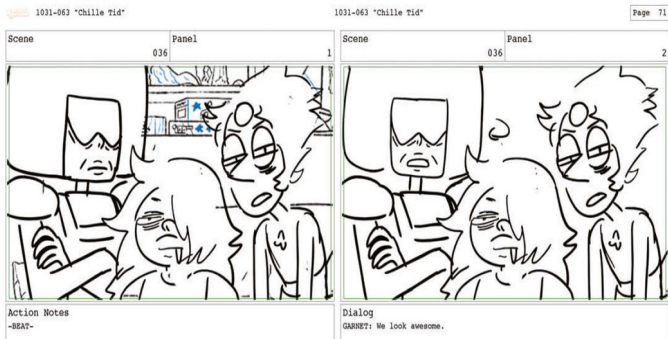 1031-063 "Chille Tid"
1031-063 "Chille Tid"
Page 71
Scene
036
Panel
1
Scene
036
Panel
2
Action Notes
-BEAT-
Dialog
GARNET: We look awesome.